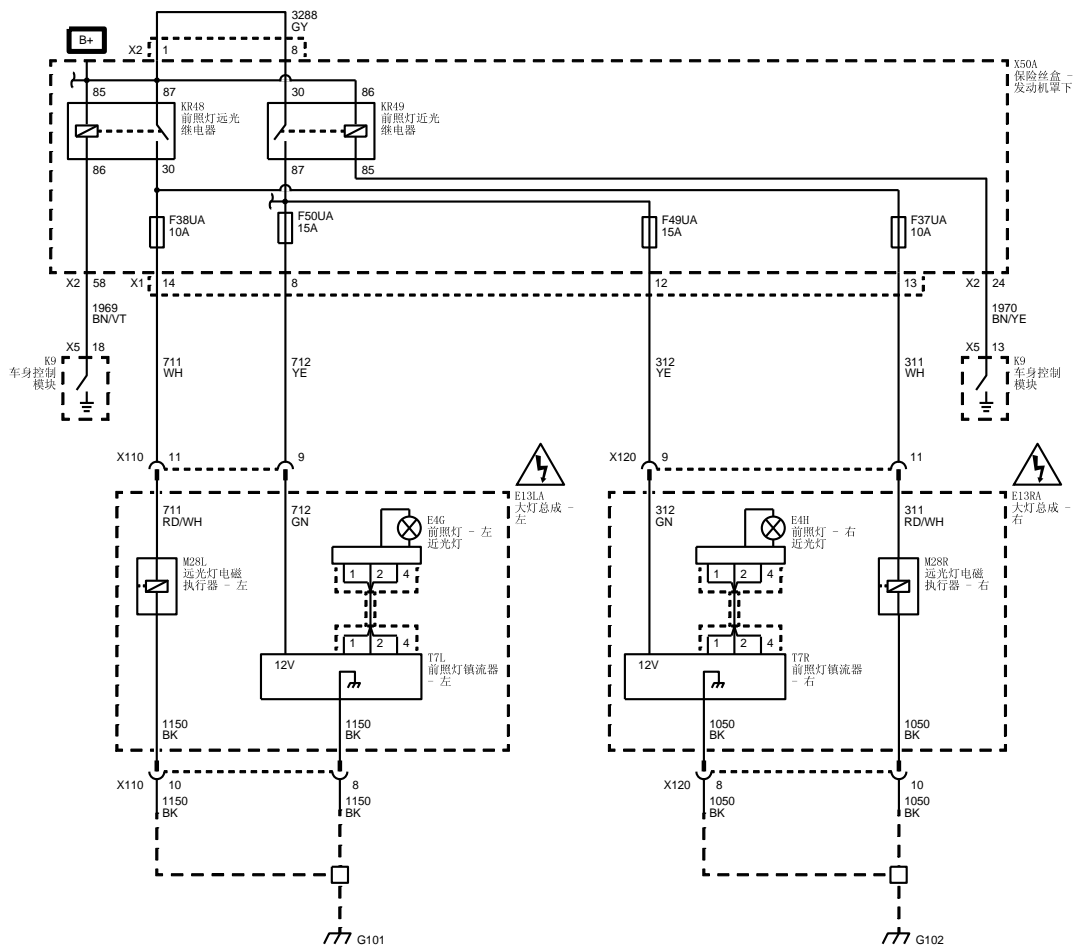 3288
GY
B+
X2 1 8
X50A
保险丝盒 -
发动机罩下
85 87 30 86
KR48
前照灯远光
继电器
KR49
前照灯近光
继电器
86 30 87 85
F38UA
10A
F50UA
15A
F49UA
15A
F37UA
10A
X2 58 X1 14 8 12 13 X2 24
1969
BN/VT
1970
BN/YE
X5 18
K9
车身控制
模块
711
WH
712
YE
312
YE
311
WH
X5 13
K9
车身控制
模块
X110 11 9 X120 9 11
E13LA
大灯总成 -
左
E13RA
大灯总成 -
右
711
RD/WH
712
GN
E4G
前照灯 - 左
近光灯
312
GN
E4H
前照灯 - 右
近光灯
311
RD/WH
M28L
远光灯电磁
执行器 - 左
1 2 4
1 2 4
M28R
远光灯电磁
执行器 - 右
1 2 4
1 2 4
12V
T7L
前照灯镇流器
- 左
12V
T7R
前照灯镇流器
- 右
1150
BK
1150
BK
1050
BK
1050
BK
X110 10 8 X120 8 10
1150
BK
1150
BK
1050
BK
1050
BK
G101
G102